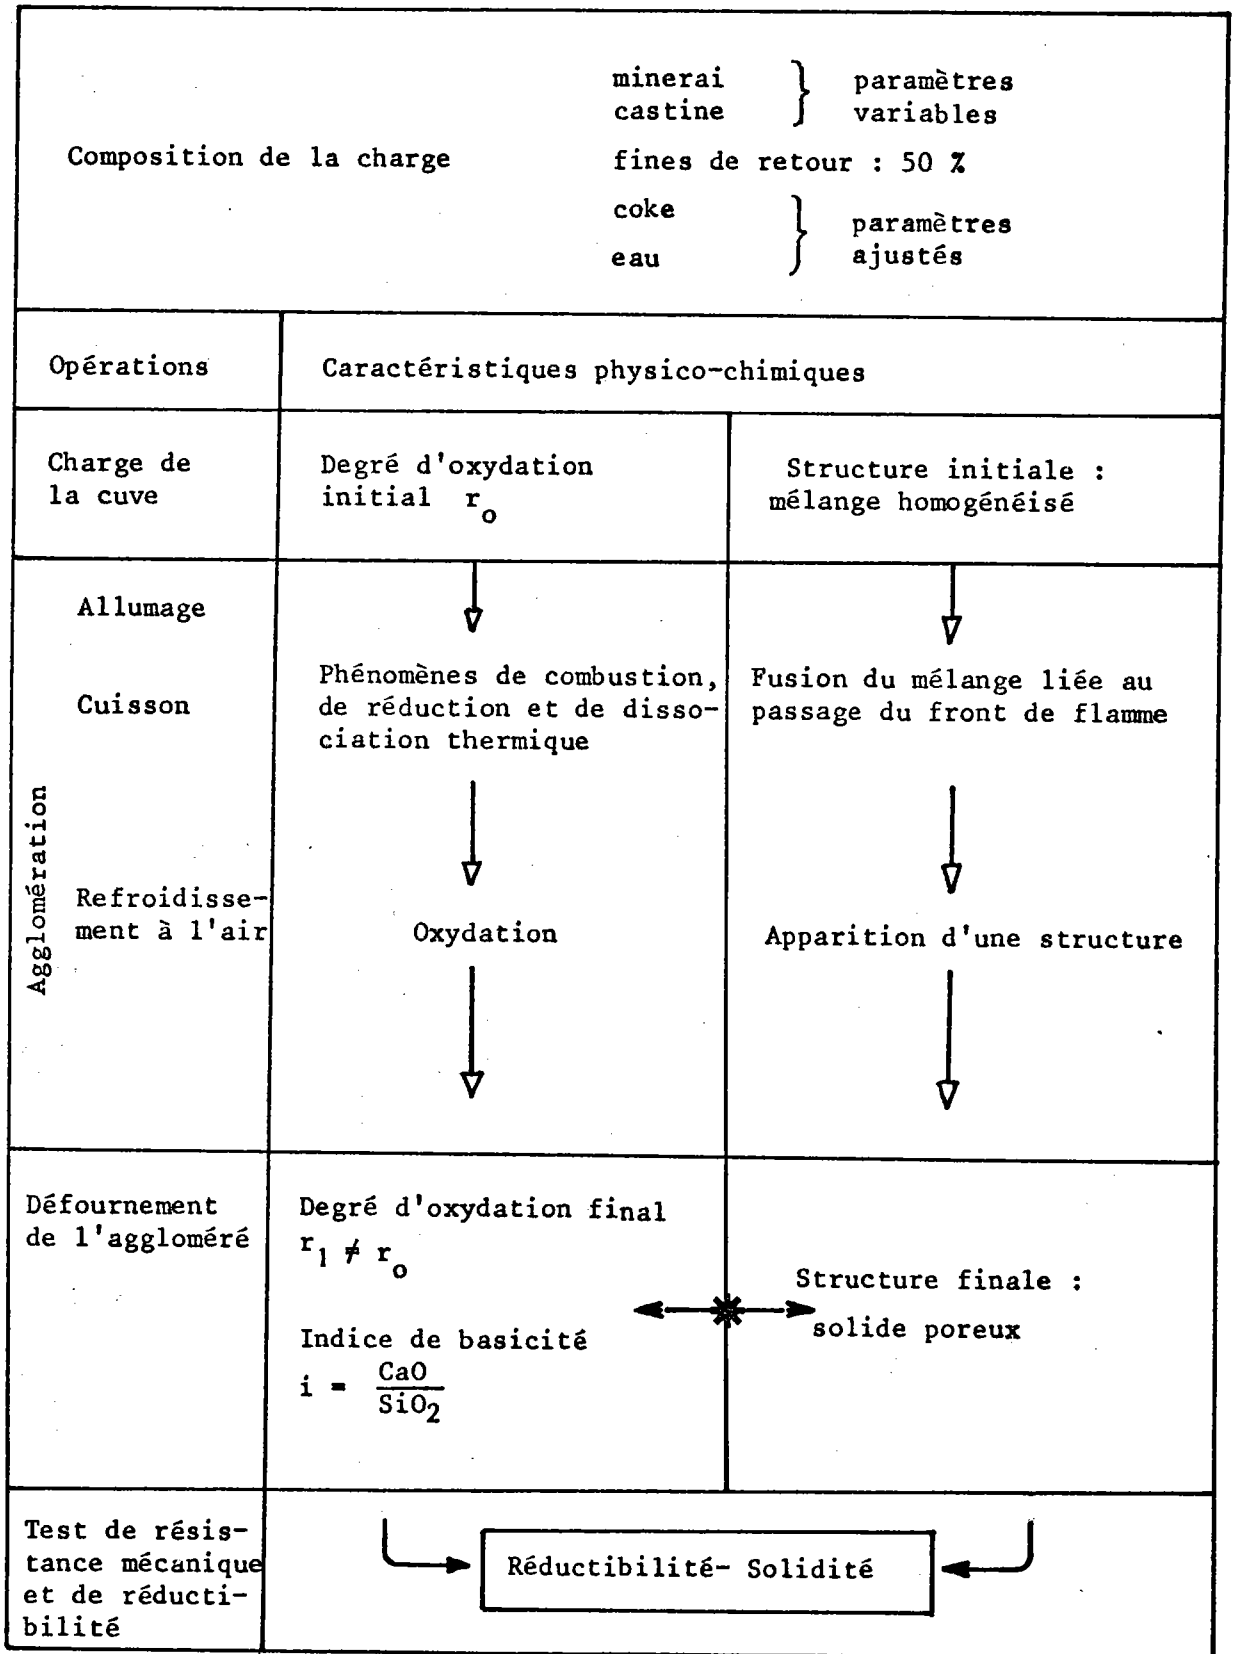 minerai } paramètres
castine variables
Composition de la charge
fines de retour : 50 %
coke } paramètres
eau ajustés
Opérations
Caractéristiques physico-chimiques
Charge de
la cuve
Degré d'oxydation
initial r_o
Structure initiale :
mélange homogénéisé
Agglomération
Allumage
Cuisson
Phénomènes de combustion,
de réduction et de disso-
ciation thermique
Fusion du mélange liée au
passage du front de flamme
Refroidisse-
ment à l'air
Oxydation
Apparition d'une structure
Défournement
de l'aggloméré
Degré d'oxydation final
r_1 ≠ r_o
Indice de basicité
i = CaO / SiO2
Structure finale :
solide poreux
Test de résis-
tance mécanique
et de réducti-
bilité
Réductibilité- Solidité